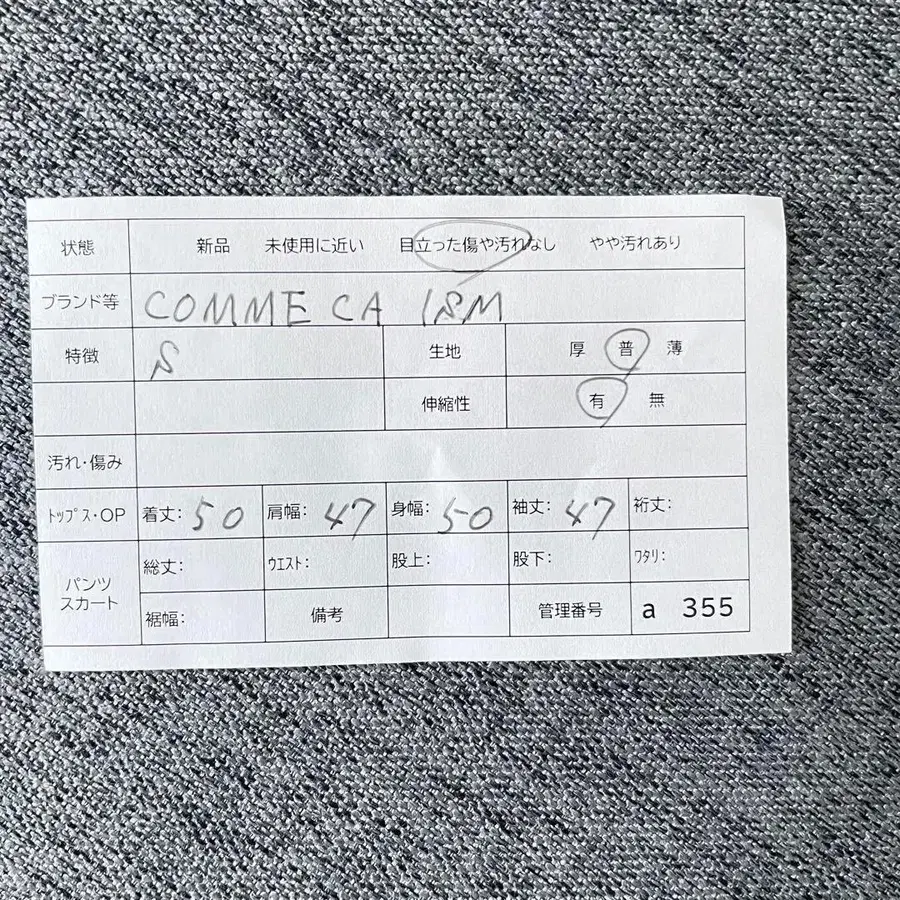 状態 新品 未使用に近い 目立った傷や汚れなし やや汚れあり
ブランド等 COMME CA ISM
特徴 S 生地 厚 普 薄
伸縮性 有 無
汚れ・傷み
トップス・OP 着丈: 50 肩幅: 47 身幅: 50 袖丈: 47 裄丈:
パンツ スカート 総丈: ウエスト: 股上: 股下: ワタリ:
裾幅: 備考 管理番号 a 355